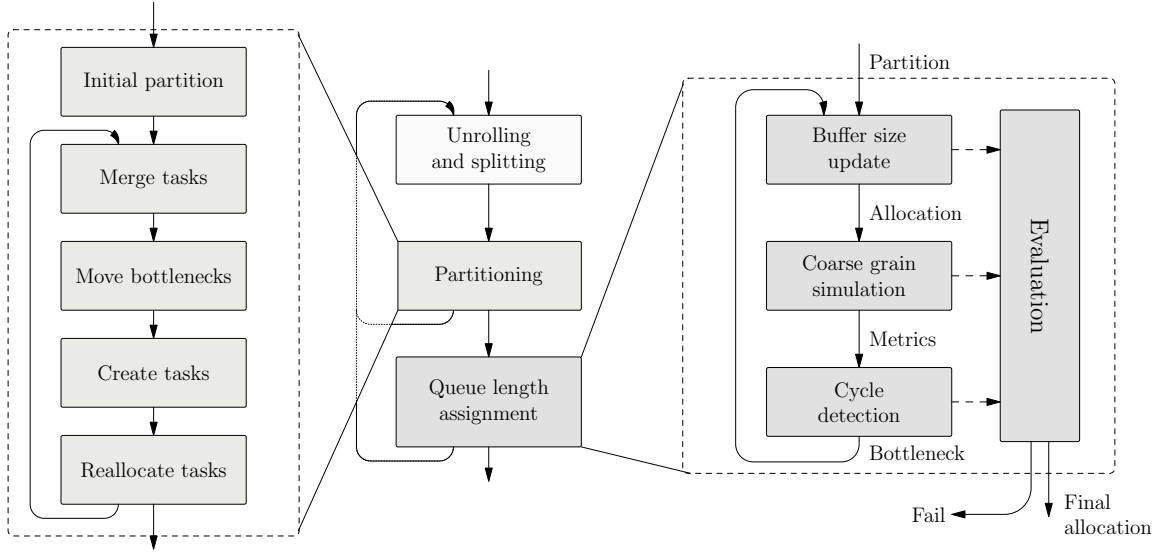 Initial partition
Merge tasks
Move bottlenecks
Create tasks
Reallocate tasks
Unrolling
and splitting
Partitioning
Queue length
assignment
Partition
Buffer size
update
Allocation
Coarse grain
simulation
Metrics
Cycle
detection
Bottleneck
Evaluation
Fail
Final
allocation